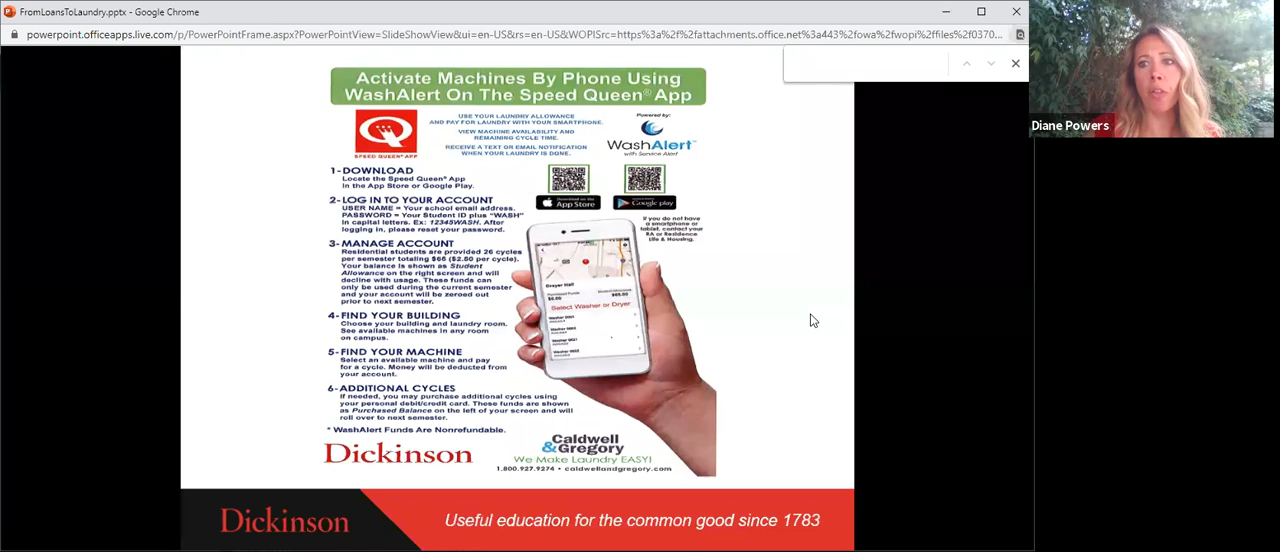 FromLoansToLaundry.pptx - Google Chrome
powerpoint.officeapps.live.com/p/PowerPointFrame.aspx?PowerPointView=SlideShowView&ui=en-US&rs=en-US&WOPISrc=https%3a%2f%2fattachments.office.net%3a443%2fowa%2fwopi%2ffiles%2f0370...
Diane Powers
Activate Machines By Phone Using
WashAlert On The Speed Queen® App
SPEED QUEEN® APP
USE YOUR LAUNDRY ALLOWANCE
AND PAY FOR LAUNDRY WITH YOUR SMARTPHONE.
VIEW MACHINE AVAILABILITY AND
REMAINING CYCLE TIME.
RECEIVE A TEXT OR EMAIL NOTIFICATION
WHEN YOUR LAUNDRY IS DONE.
Powered by:
WashAlert™
with Service Alert
1-DOWNLOAD
Locate the Speed Queen® App
in the App Store or Google Play.
Download on the
App Store
Google play
If you do not have
a smartphone or
tablet, contact your
RA or Residence
Life & Housing.
2-LOG IN TO YOUR ACCOUNT
USER NAME = Your school email address.
PASSWORD = Your Student ID plus "WASH"
in capital letters. Ex: 12345WASH. After
logging in, please reset your password.
3-MANAGE ACCOUNT
Residential students are provided 26 cycles
per semester totaling $65 ($2.50 per cycle).
Your balance is shown as Student
Allowance on the right screen and will
decline with usage. These funds can
only be used during the current semester
and your account will be zeroed out
prior to next semester.
Purchased Funds
$0.00
$65.00
Select Washer or Dryer
4-FIND YOUR BUILDING
Choose your building and laundry room.
See available machines in any room
on campus.
5-FIND YOUR MACHINE
Select an available machine and pay
for a cycle. Money will be deducted from
your account.
6-ADDITIONAL CYCLES
If needed, you may purchase additional cycles using
your personal debit/credit card. These funds are shown
as Purchased Balance on the left of your screen and will
roll over to next semester.
* WashAlert Funds Are Nonrefundable.
Dickinson
Caldwell
&Gregory
We Make Laundry EASY!
1.800.927.9274 • caldwellandgregory.com
Dickinson
Useful education for the common good since 1783